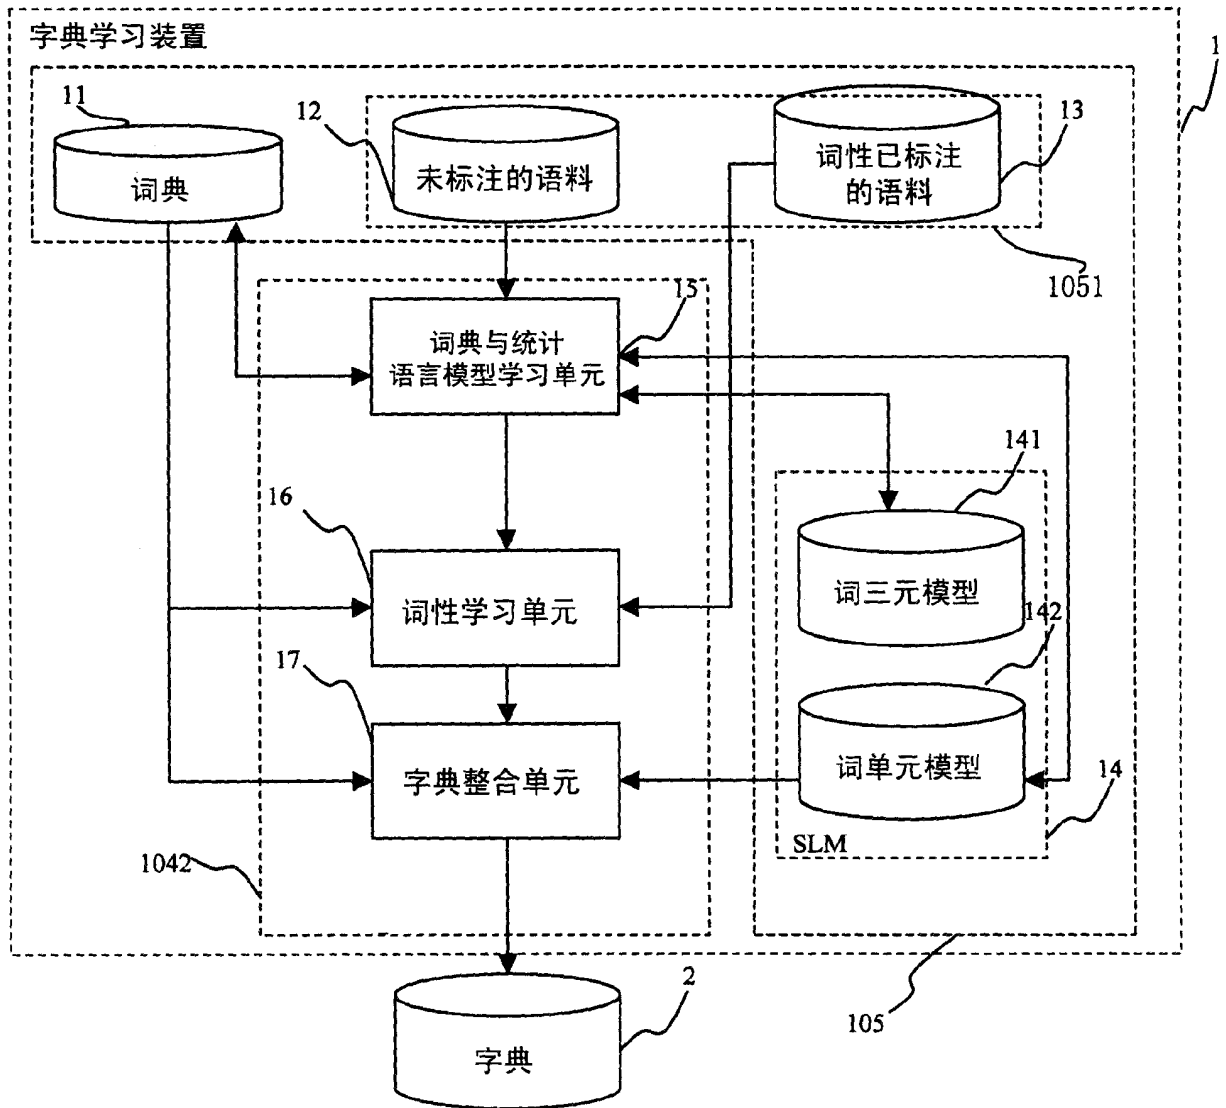 字典学习装置
1
11
12
13
词典
未标注的语料
词性已标注
的语料
1051
15
词典与统计
语言模型学习单元
141
16
词性学习单元
词三元模型
142
17
字典整合单元
词单元模型
14
SLM
1042
2
105
字典